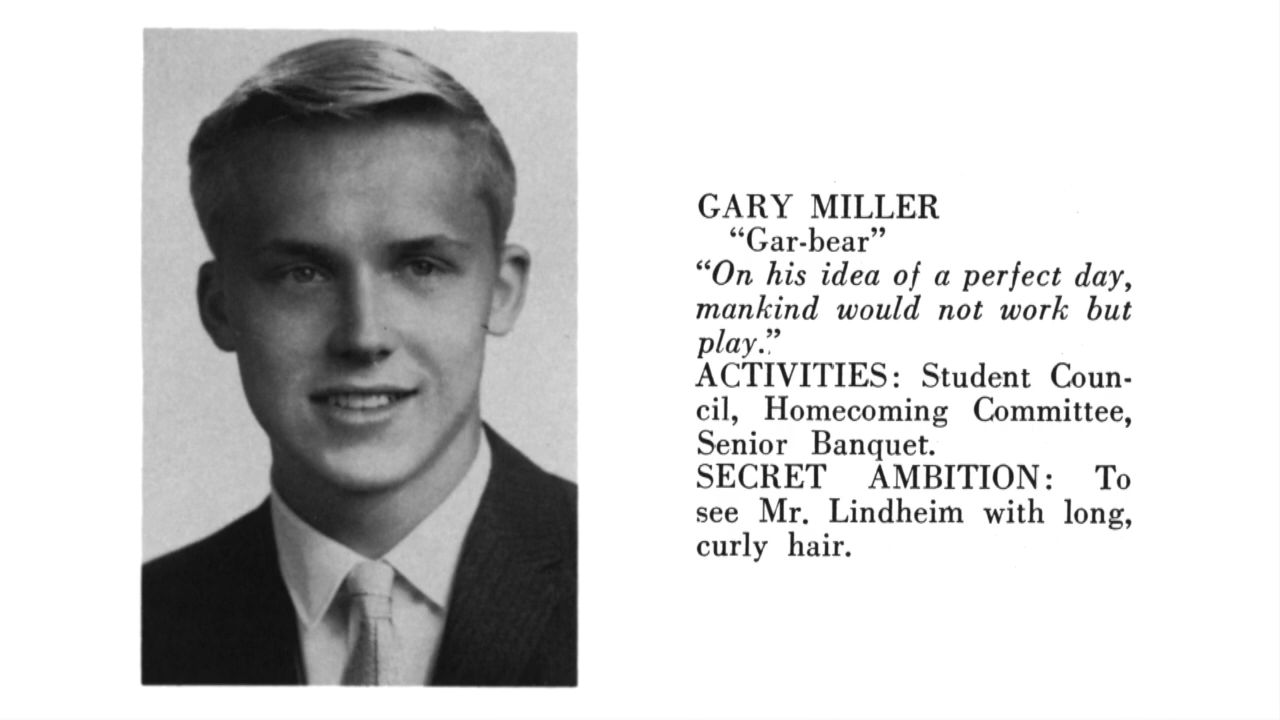 GARY MILLER
“Gar-bear”
“On his idea of a perfect day,
mankind would not work but
play.”
ACTIVITIES: Student Coun-
cil, Homecoming Committee,
Senior Banquet.
SECRET AMBITION: To
see Mr. Lindheim with long,
curly hair.